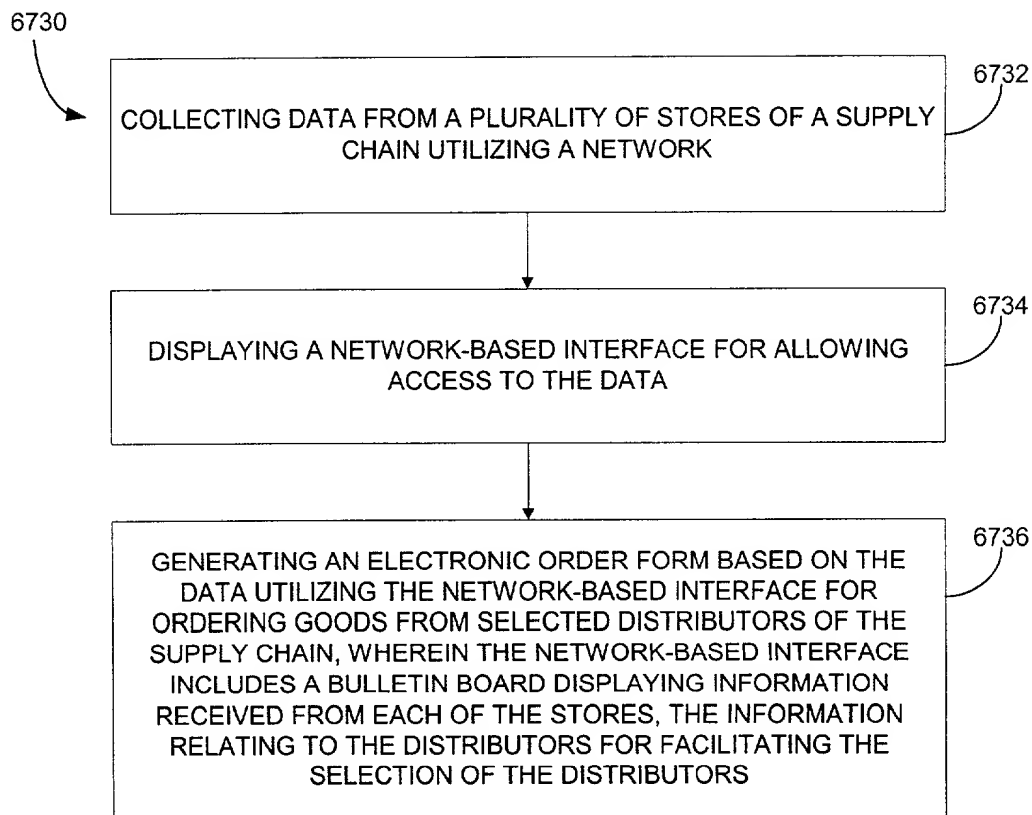 6730
6732
COLLECTING DATA FROM A PLURALITY OF STORES OF A SUPPLY
CHAIN UTILIZING A NETWORK
6734
DISPLAYING A NETWORK-BASED INTERFACE FOR ALLOWING
ACCESS TO THE DATA
6736
GENERATING AN ELECTRONIC ORDER FORM BASED ON THE
DATA UTILIZING THE NETWORK-BASED INTERFACE FOR
ORDERING GOODS FROM SELECTED DISTRIBUTORS OF THE
SUPPLY CHAIN, WHEREIN THE NETWORK-BASED INTERFACE
INCLUDES A BULLETIN BOARD DISPLAYING INFORMATION
RECEIVED FROM EACH OF THE STORES, THE INFORMATION
RELATING TO THE DISTRIBUTORS FOR FACILITATING THE
SELECTION OF THE DISTRIBUTORS